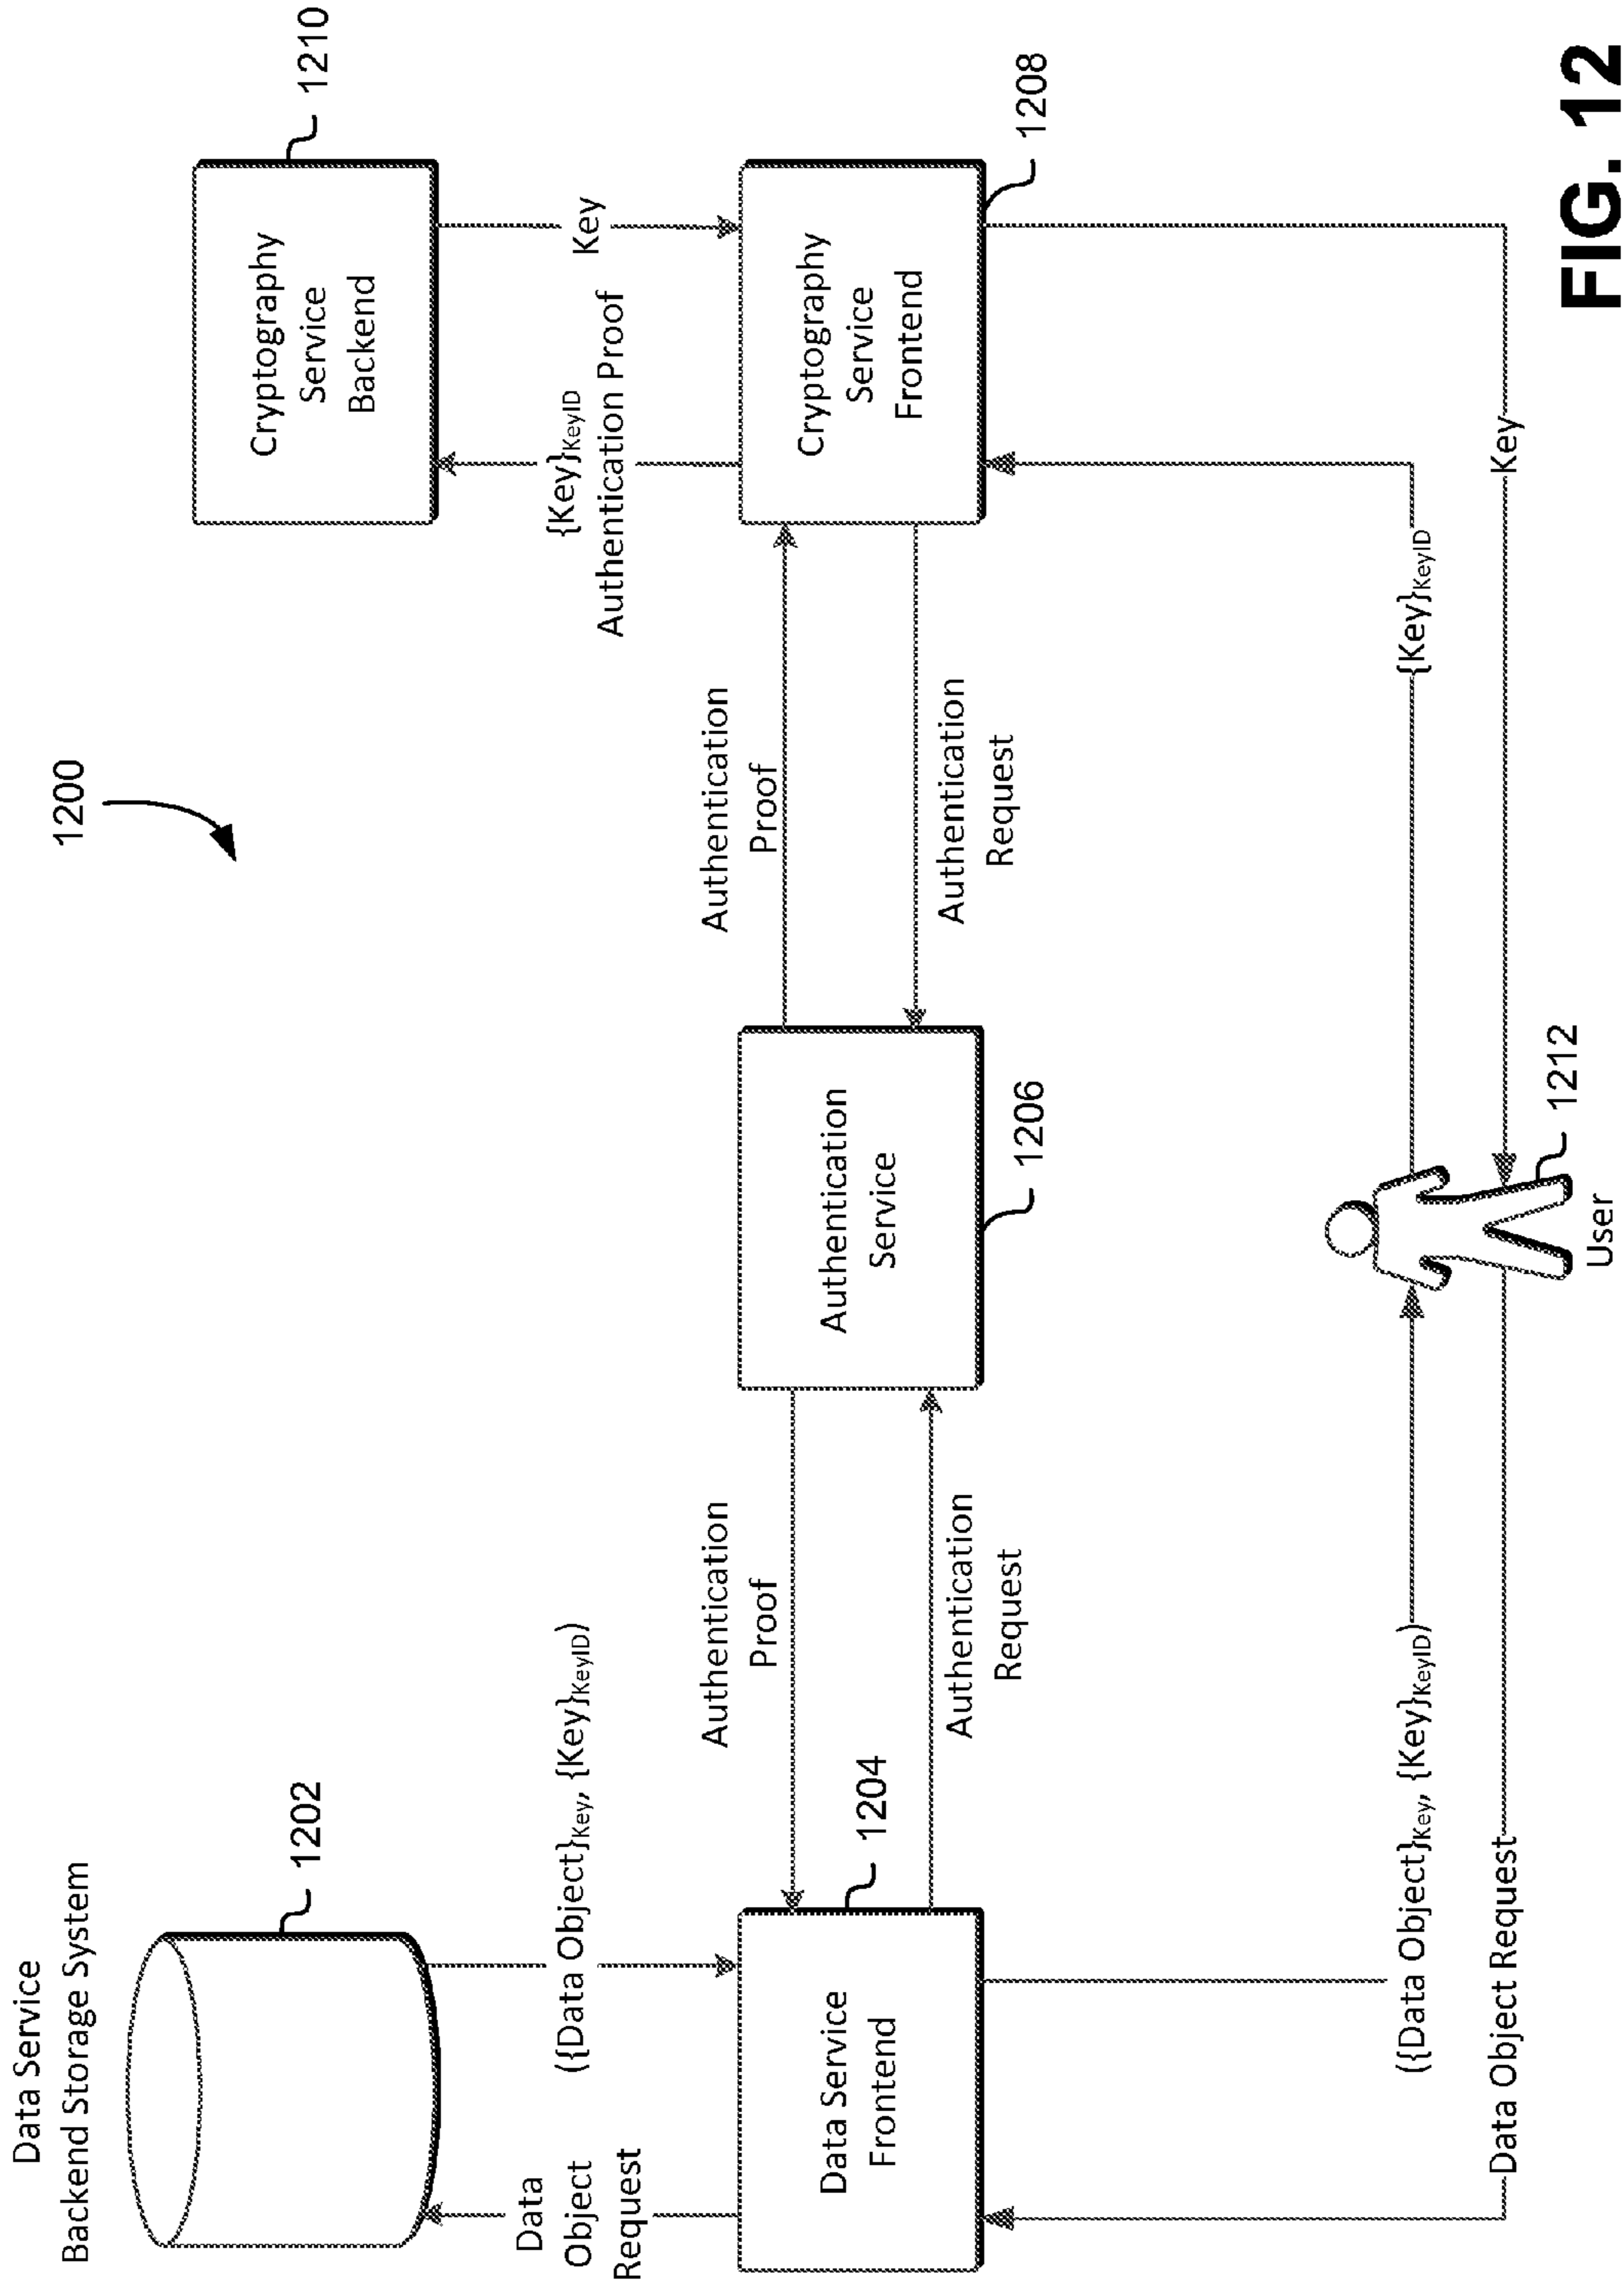 1200
Data Service
Backend Storage System
1202
Cryptography
Service
Backend
1210
Data
Object
Request
({Data Object}Key, {Key}KeyID)
{Key}KeyID
Authentication Proof
Key
Data Service
Frontend
1204
Authentication
Proof
Authentication
Request
Authentication
Service
1206
Authentication
Proof
Authentication
Request
Cryptography
Service
Frontend
1208
({Data Object}Key, {Key}KeyID)
{Key}KeyID
Data Object Request
Key
1212
User
FIG. 12